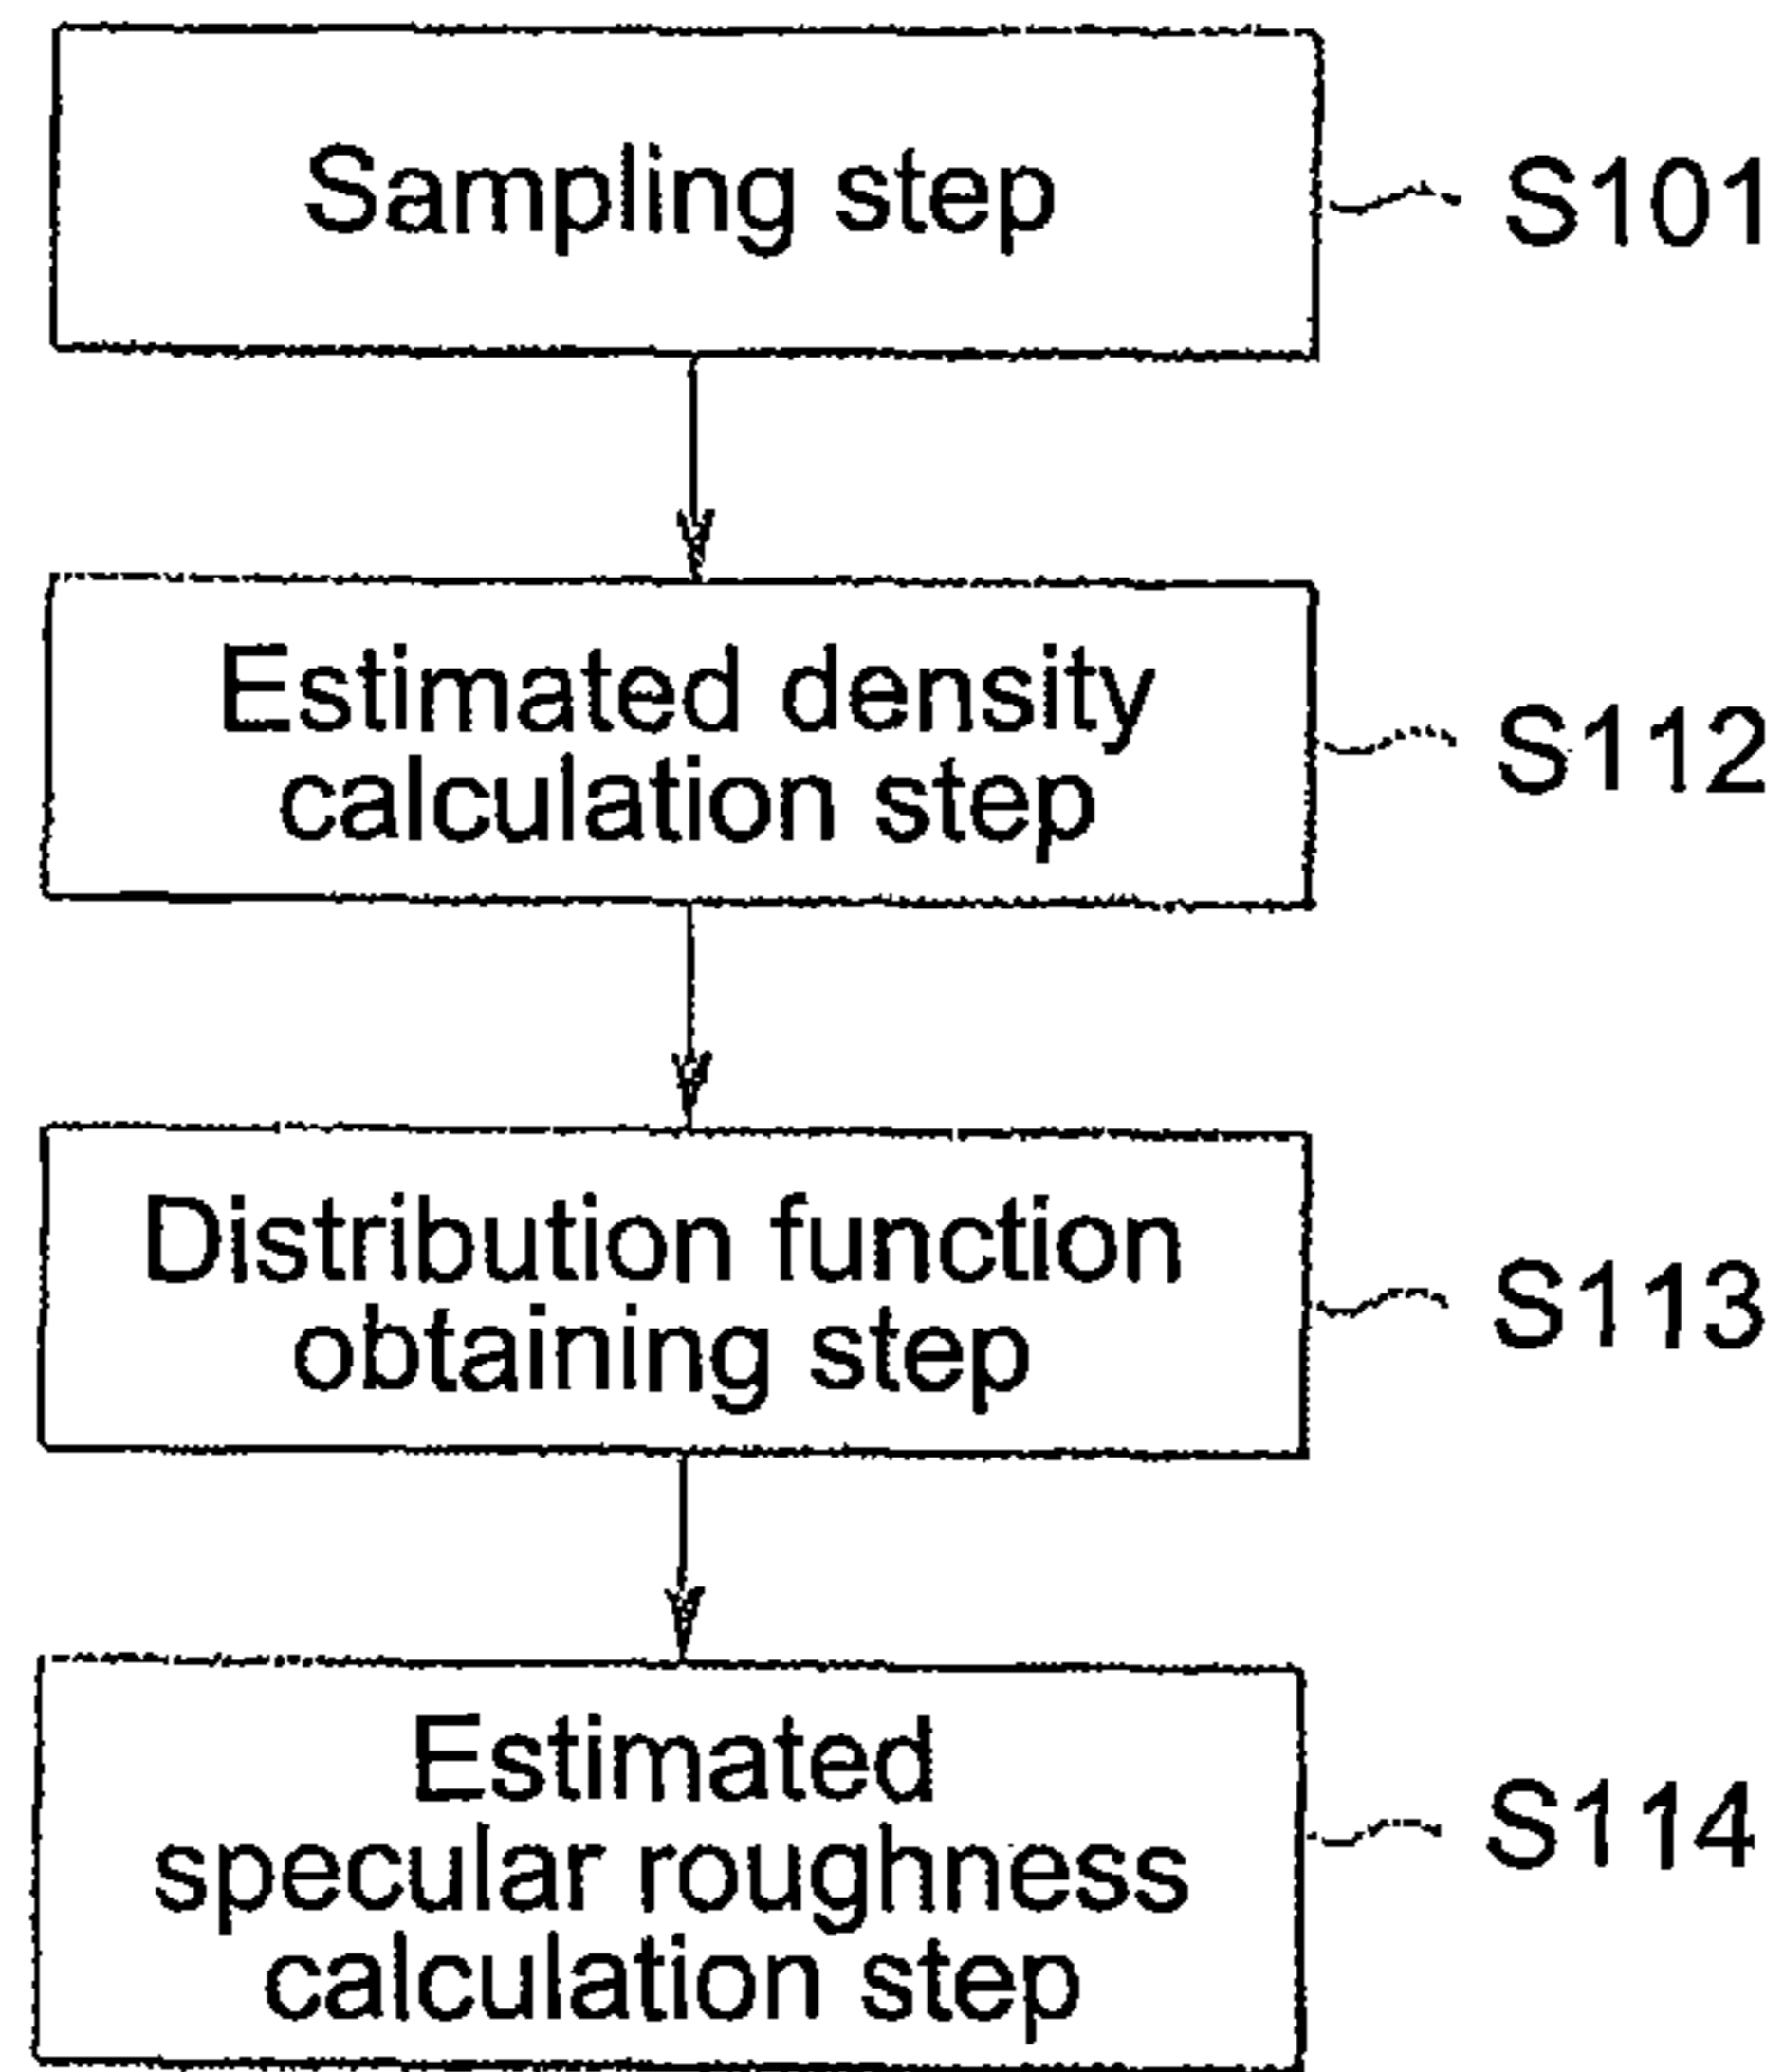 Sampling step
S101
Estimated density
calculation step
S112
Distribution function
obtaining step
S113
Estimated
specular roughness
calculation step
S114